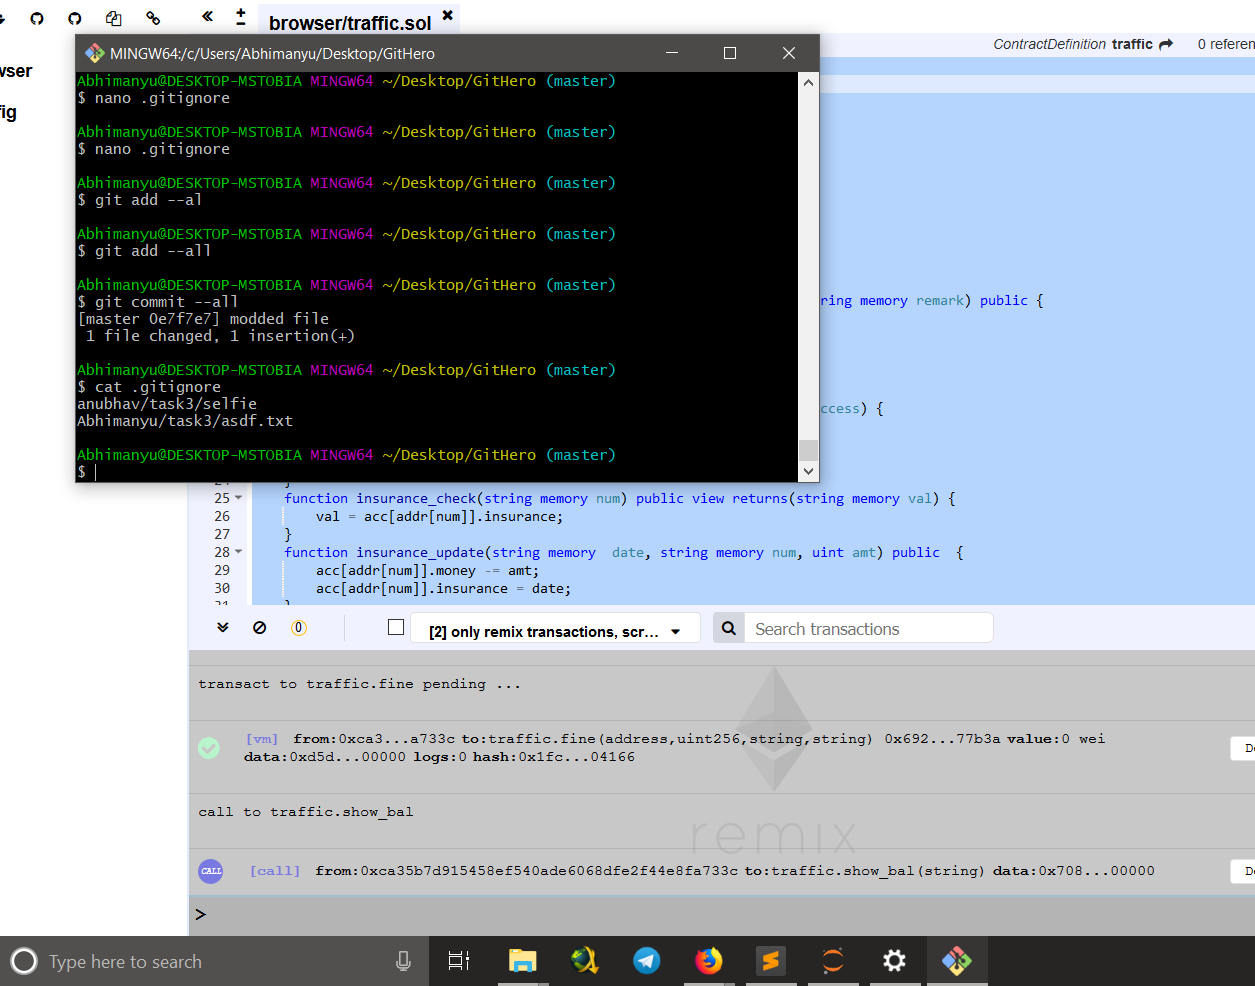 browser/traffic.sol
MINGW64:/c/Users/Abhimanyu/Desktop/GitHero
ContractDefinition traffic
0 referen
wser
fig
Abhimanyu@DESKTOP-MSTOBIA MINGW64 ~/Desktop/GitHero (master)
$ nano .gitignore
Abhimanyu@DESKTOP-MSTOBIA MINGW64 ~/Desktop/GitHero (master)
$ nano .gitignore
Abhimanyu@DESKTOP-MSTOBIA MINGW64 ~/Desktop/GitHero (master)
$ git add --al
Abhimanyu@DESKTOP-MSTOBIA MINGW64 ~/Desktop/GitHero (master)
$ git add --all
Abhimanyu@DESKTOP-MSTOBIA MINGW64 ~/Desktop/GitHero (master)
$ git commit --all
[master 0e7f7e7] modded file
1 file changed, 1 insertion(+)
Abhimanyu@DESKTOP-MSTOBIA MINGW64 ~/Desktop/GitHero (master)
$ cat .gitignore
anubhav/task3/selfie
Abhimanyu/task3/asdf.txt
Abhimanyu@DESKTOP-MSTOBIA MINGW64 ~/Desktop/GitHero (master)
$
ring memory remark) public {
ccess) {
25 function insurance_check(string memory num) public view returns(string memory val) {
26 val = acc[addr[num]].insurance;
27 }
28 function insurance_update(string memory  date, string memory num, uint amt) public  {
29 acc[addr[num]].money -= amt;
30 acc[addr[num]].insurance = date;
0
[2] only remix transactions, scr...
Search transactions
transact to traffic.fine pending ...
[vm] from:0xca3...a733c to:traffic.fine(address,uint256,string,string) 0x692...77b3a value:0 wei
data:0xd5d...00000 logs:0 hash:0x1fc...04166
De
call to traffic.show_bal
remix
CALL [call] from:0xca35b7d915458ef540ade6068dfe2f44e8fa733c to:traffic.show_bal(string) data:0x708...00000
De
>
Type here to search